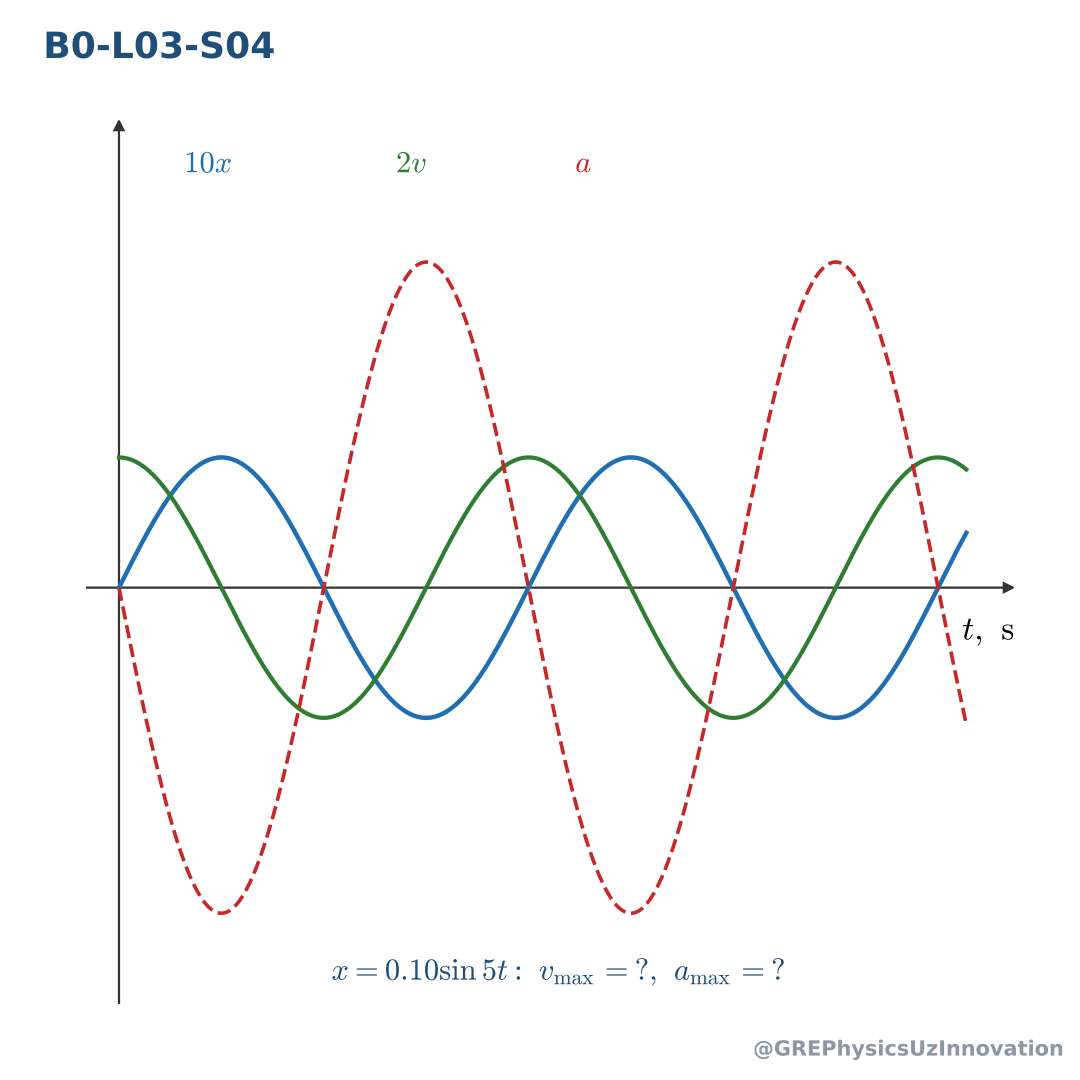 B0-L03-S04
10x 2v a
t, s
x = 0.10 sin 5t : v_max = ?, a_max = ?
@GREPhysicsUzInnovation